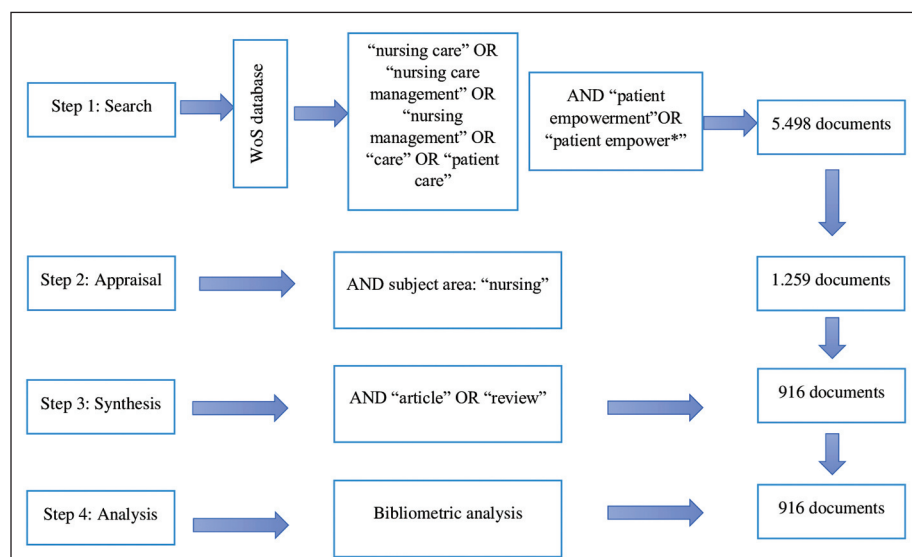 Step 1: Search
WoS database
“nursing care” OR
“nursing care
management” OR
“nursing
management” OR
“care” OR “patient
care”
AND “patient
empowerment”OR
“patient empower*”
5.498 documents
Step 2: Appraisal
AND subject area: “nursing”
1.259 documents
Step 3: Synthesis
AND “article” OR “review”
916 documents
Step 4: Analysis
Bibliometric analysis
916 documents